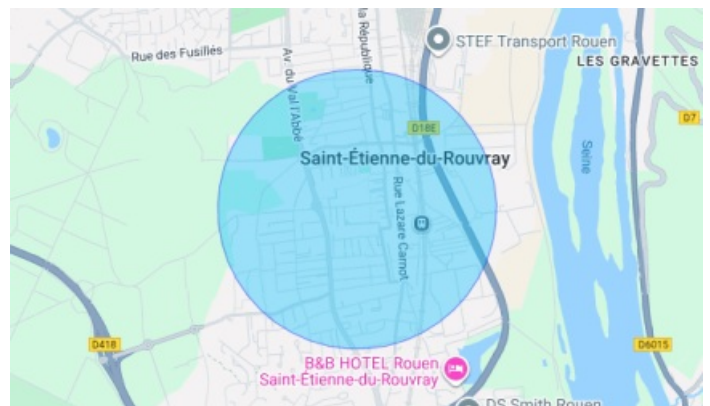 la République
STEF Transport Rouen
Rue des Fusillés
Av. du Val l'Abbé
LES GRAVETTES
D7
D18E
Saint-Étienne-du-Rouvray
Seine
Rue Lazare Carnot
D418
D6015
B&B HOTEL Rouen
Saint-Étienne-du-Rouvray
DS Smith Rouen